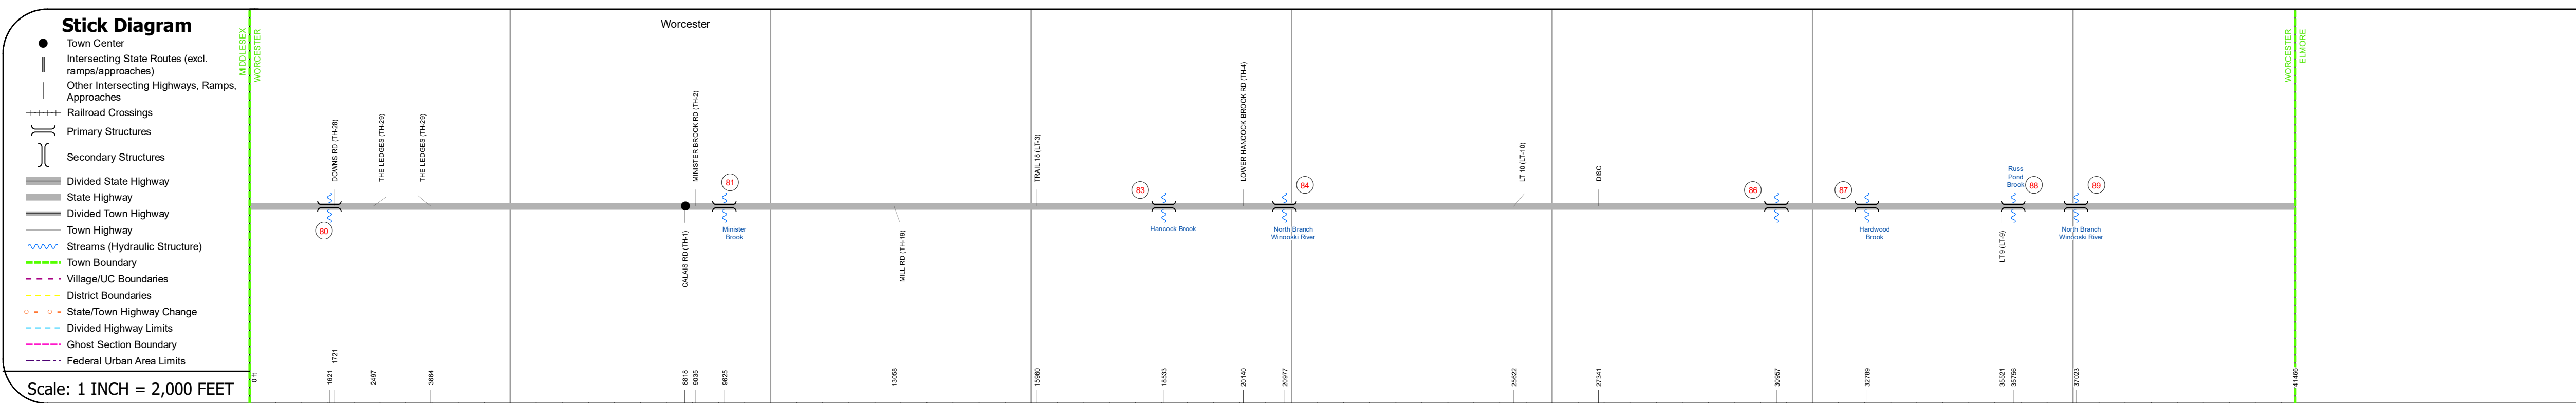 Stick Diagram
Town Center
Intersecting State Routes (excl.
ramps/approaches)
Other Intersecting Highways, Ramps,
Approaches
Railroad Crossings
Primary Structures
Secondary Structures
Divided State Highway
State Highway
Divided Town Highway
Town Highway
Streams (Hydraulic Structure)
Town Boundary
Village/UC Boundaries
District Boundaries
State/Town Highway Change
Divided Highway Limits
Ghost Section Boundary
Federal Urban Area Limits
Scale: 1 INCH = 2,000 FEET
Worcester
MIDDLESEX
WORCESTER
DOWNS RD (TH-28)
THE LEDGES (TH-29)
THE LEDGES (TH-29)
MINISTER BROOK RD (TH-2)
TRAIL 18 (LT-3)
LOWER HANCOCK BROOK RD (TH-4)
LT 10 (LT-10)
DISC
WORCESTER
ELMORE
80
81
83
84
86
87
88
89
CALAIS RD (TH-1)
Minister
Brook
MILL RD (TH-19)
Hancock Brook
North Branch
Winooski River
Hardwood
Brook
LT 9 (LT-9)
Russ
Pond
Brook
North Branch
Winooski River
0 ft
1621
1721
2497
3664
8818
9035
9625
13058
15960
18533
20140
20977
25622
27341
30957
32789
35521
35756
37023
41466